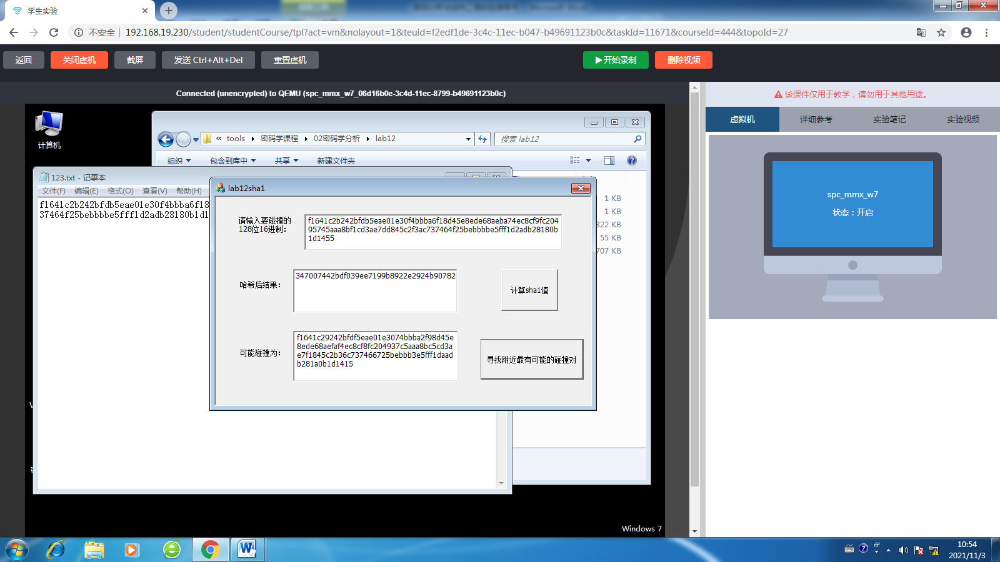 学生实验
不安全 192.168.19.230/student/studentCourse/tpl?act=vm&nolayout=1&teuid=f2edf1de-3c4c-11ec-b047-b49691123b0c&taskId=11671&courseId=444&topoId=27
返回 关闭虚机 截屏 发送 Ctrl+Alt+Del 重置虚机 开始录制 删除视频
Connected (unencrypted) to QEMU (spc_mmx_w7_06d16b0e-3c4d-11ec-8799-b49691123b0c)
该课件仅用于教学，请勿用于其他用途。
虚拟机 详细参考 实验笔记 实验视频
spc_mmx_w7
状态：开启
计算机
« tools 密码学课程 02密码学分析 lab12 搜索 lab12
组织 包含到库中 共享 新建文件夹
1 KB
1 KB
322 KB
55 KB
707 KB
123.txt - 记事本
文件(F) 编辑(E) 格式(O) 查看(V) 帮助(H)
f1641c2b242bfdb5eae01e30f4bbba6f18
37464f25bebbbbe5fff1d2adb28180b1d1
lab12sha1
请输入要碰撞的
128位16进制：
f1641c2b242bfdb5eae01e30f4bbba6f18d45e8ede68aeba74ec8cf9fc204
95745aaa8bf1cd3ae7dd845c2f3ac737464f25bebbbbe5fff1d2adb28180b
1d1455
哈希后结果：
347007442bdf039ee7199b8922e2924b90782
计算sha1值
可能碰撞为：
f1641c29242bfdf5eae01e3074bbba2f98d45e
8ede68aefaf4ec8cf8fc204937c5aaa8bc5cd3a
e7f1845c2b36c737466725bebbb3e5fff1daad
b281a0b1d1415
寻找附近最有可能的碰撞对
Windows 7
10:54
2021/11/3